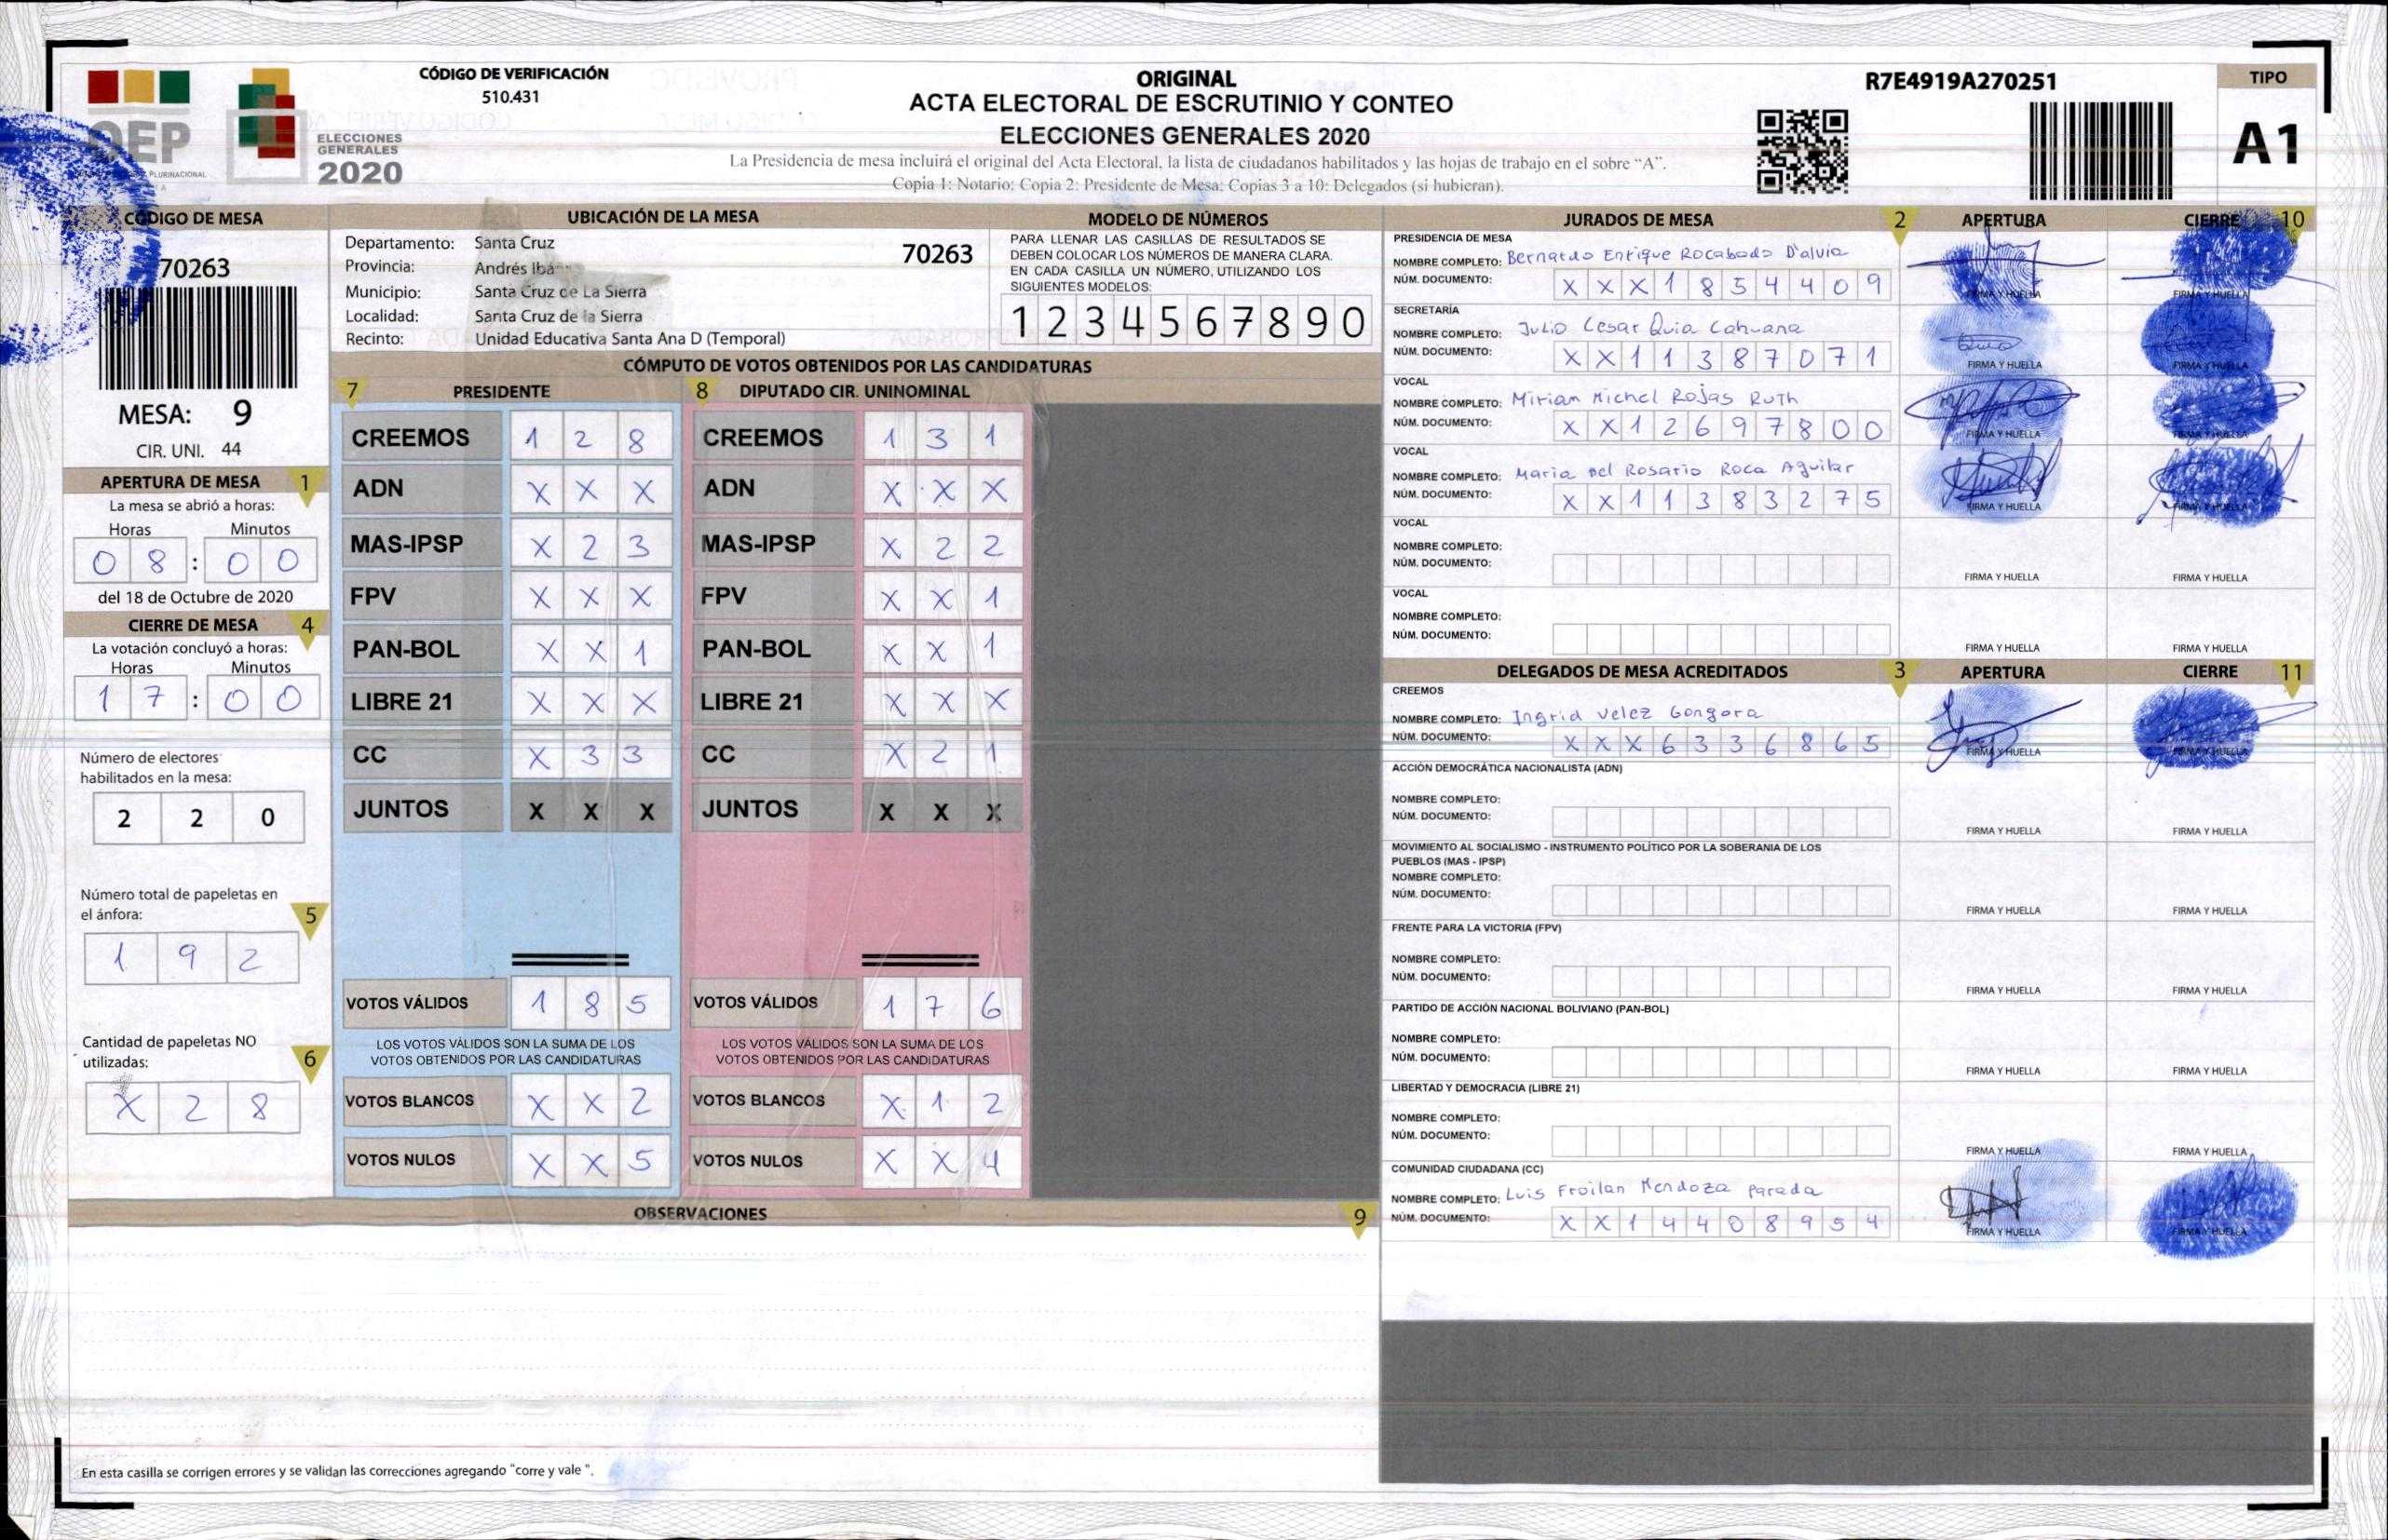 CÓDIGO DE VERIFICACIÓN
510.431
ORIGINAL
ACTA ELECTORAL DE ESCRUTINIO Y CONTEO
ELECCIONES GENERALES 2020
La Presidencia de mesa incluirá el original del Acta Electoral, la lista de ciudadanos habilitados y las hojas de trabajo en el sobre “A”.
Copia 1: Notario; Copia 2: Presidente de Mesa; Copias 3 a 10: Delegados (si hubieran).
R7E4919A270251
TIPO
A1
OEP
PLURINACIONAL
ELECCIONES
GENERALES
2020
CÓDIGO DE MESA
70263
MESA: 9
CIR. UNI. 44
APERTURA DE MESA 1
La mesa se abrió a horas:
Horas Minutos
0 8 : 0 0
del 18 de Octubre de 2020
CIERRE DE MESA 4
La votación concluyó a horas:
Horas Minutos
1 7 : 0 0
Número de electores
habilitados en la mesa:
2 2 0
Número total de papeletas en
el ánfora: 5
1 9 2
Cantidad de papeletas NO
utilizadas: 6
X 2 8
UBICACIÓN DE LA MESA
Departamento: Santa Cruz 70263
Provincia: Andrés
Municipio: Santa Cruz de La Sierra
Localidad: Santa Cruz de la Sierra
Recinto: Unidad Educativa Santa Ana D (Temporal)
MODELO DE NÚMEROS
PARA LLENAR LAS CASILLAS DE RESULTADOS SE
DEBEN COLOCAR LOS NÚMEROS DE MANERA CLARA.
EN CADA CASILLA UN NÚMERO, UTILIZANDO LOS
SIGUIENTES MODELOS:
1 2 3 4 5 6 7 8 9 0
CÓMPUTO DE VOTOS OBTENIDOS POR LAS CANDIDATURAS
7 PRESIDENTE 8 DIPUTADO CIR. UNINOMINAL
CREEMOS 1 2 8 CREEMOS 1 3 1
ADN X X X ADN X X X
MAS-IPSP X 2 3 MAS-IPSP X 2 2
FPV X X X FPV X X 1
PAN-BOL X X 1 PAN-BOL X X 1
LIBRE 21 X X X LIBRE 21 X X X
CC X 3 3 CC X 2 1
JUNTOS X X X JUNTOS X X X
VOTOS VÁLIDOS 1 8 5 VOTOS VÁLIDOS 1 7 6
LOS VOTOS VÁLIDOS SON LA SUMA DE LOS LOS VOTOS VÁLIDOS SON LA SUMA DE LOS
VOTOS OBTENIDOS POR LAS CANDIDATURAS VOTOS OBTENIDOS POR LAS CANDIDATURAS
VOTOS BLANCOS X X 2 VOTOS BLANCOS X 1 2
VOTOS NULOS X X 5 VOTOS NULOS X X 4
OBSERVACIONES 9
En esta casilla se corrigen errores y se validan las correcciones agregando "corre y vale ".
JURADOS DE MESA 2 APERTURA CIERRE 10
PRESIDENCIA DE MESA
NOMBRE COMPLETO: Bernardo Enrique Rocabado D'alvia
NÚM. DOCUMENTO: X X X 1 8 5 4 4 0 9 FIRMA Y HUELLA FIRMA Y HUELLA
SECRETARÍA
NOMBRE COMPLETO: Julio Cesar Quia Cahuana
NÚM. DOCUMENTO: X X 1 1 3 8 7 0 7 1 FIRMA Y HUELLA FIRMA Y HUELLA
VOCAL
NOMBRE COMPLETO: Miriam Michel Rojas Ruth
NÚM. DOCUMENTO: X X 1 2 6 9 7 8 0 0 FIRMA Y HUELLA FIRMA Y HUELLA
VOCAL
NOMBRE COMPLETO: Maria Del Rosario Roca Aguilar
NÚM. DOCUMENTO: X X 1 1 3 8 3 2 7 5 FIRMA Y HUELLA FIRMA Y HUELLA
VOCAL
NOMBRE COMPLETO:
NÚM. DOCUMENTO: FIRMA Y HUELLA FIRMA Y HUELLA
VOCAL
NOMBRE COMPLETO:
NÚM. DOCUMENTO: FIRMA Y HUELLA FIRMA Y HUELLA
DELEGADOS DE MESA ACREDITADOS 3 APERTURA CIERRE 11
CREEMOS
NOMBRE COMPLETO: Ingrid Velez Gongora
NÚM. DOCUMENTO: X X X 6 3 3 6 8 6 5 FIRMA Y HUELLA FIRMA Y HUELLA
ACCIÓN DEMOCRÁTICA NACIONALISTA (ADN)
NOMBRE COMPLETO:
NÚM. DOCUMENTO: FIRMA Y HUELLA FIRMA Y HUELLA
MOVIMIENTO AL SOCIALISMO - INSTRUMENTO POLÍTICO POR LA SOBERANIA DE LOS
PUEBLOS (MAS - IPSP)
NOMBRE COMPLETO:
NÚM. DOCUMENTO: FIRMA Y HUELLA FIRMA Y HUELLA
FRENTE PARA LA VICTORIA (FPV)
NOMBRE COMPLETO:
NÚM. DOCUMENTO: FIRMA Y HUELLA FIRMA Y HUELLA
PARTIDO DE ACCIÓN NACIONAL BOLIVIANO (PAN-BOL)
NOMBRE COMPLETO:
NÚM. DOCUMENTO: FIRMA Y HUELLA FIRMA Y HUELLA
LIBERTAD Y DEMOCRACIA (LIBRE 21)
NOMBRE COMPLETO:
NÚM. DOCUMENTO: FIRMA Y HUELLA FIRMA Y HUELLA
COMUNIDAD CIUDADANA (CC)
NOMBRE COMPLETO: Luis Froilan Mendoza Parada
NÚM. DOCUMENTO: X X 1 4 4 0 8 9 5 4 FIRMA Y HUELLA FIRMA Y HUELLA